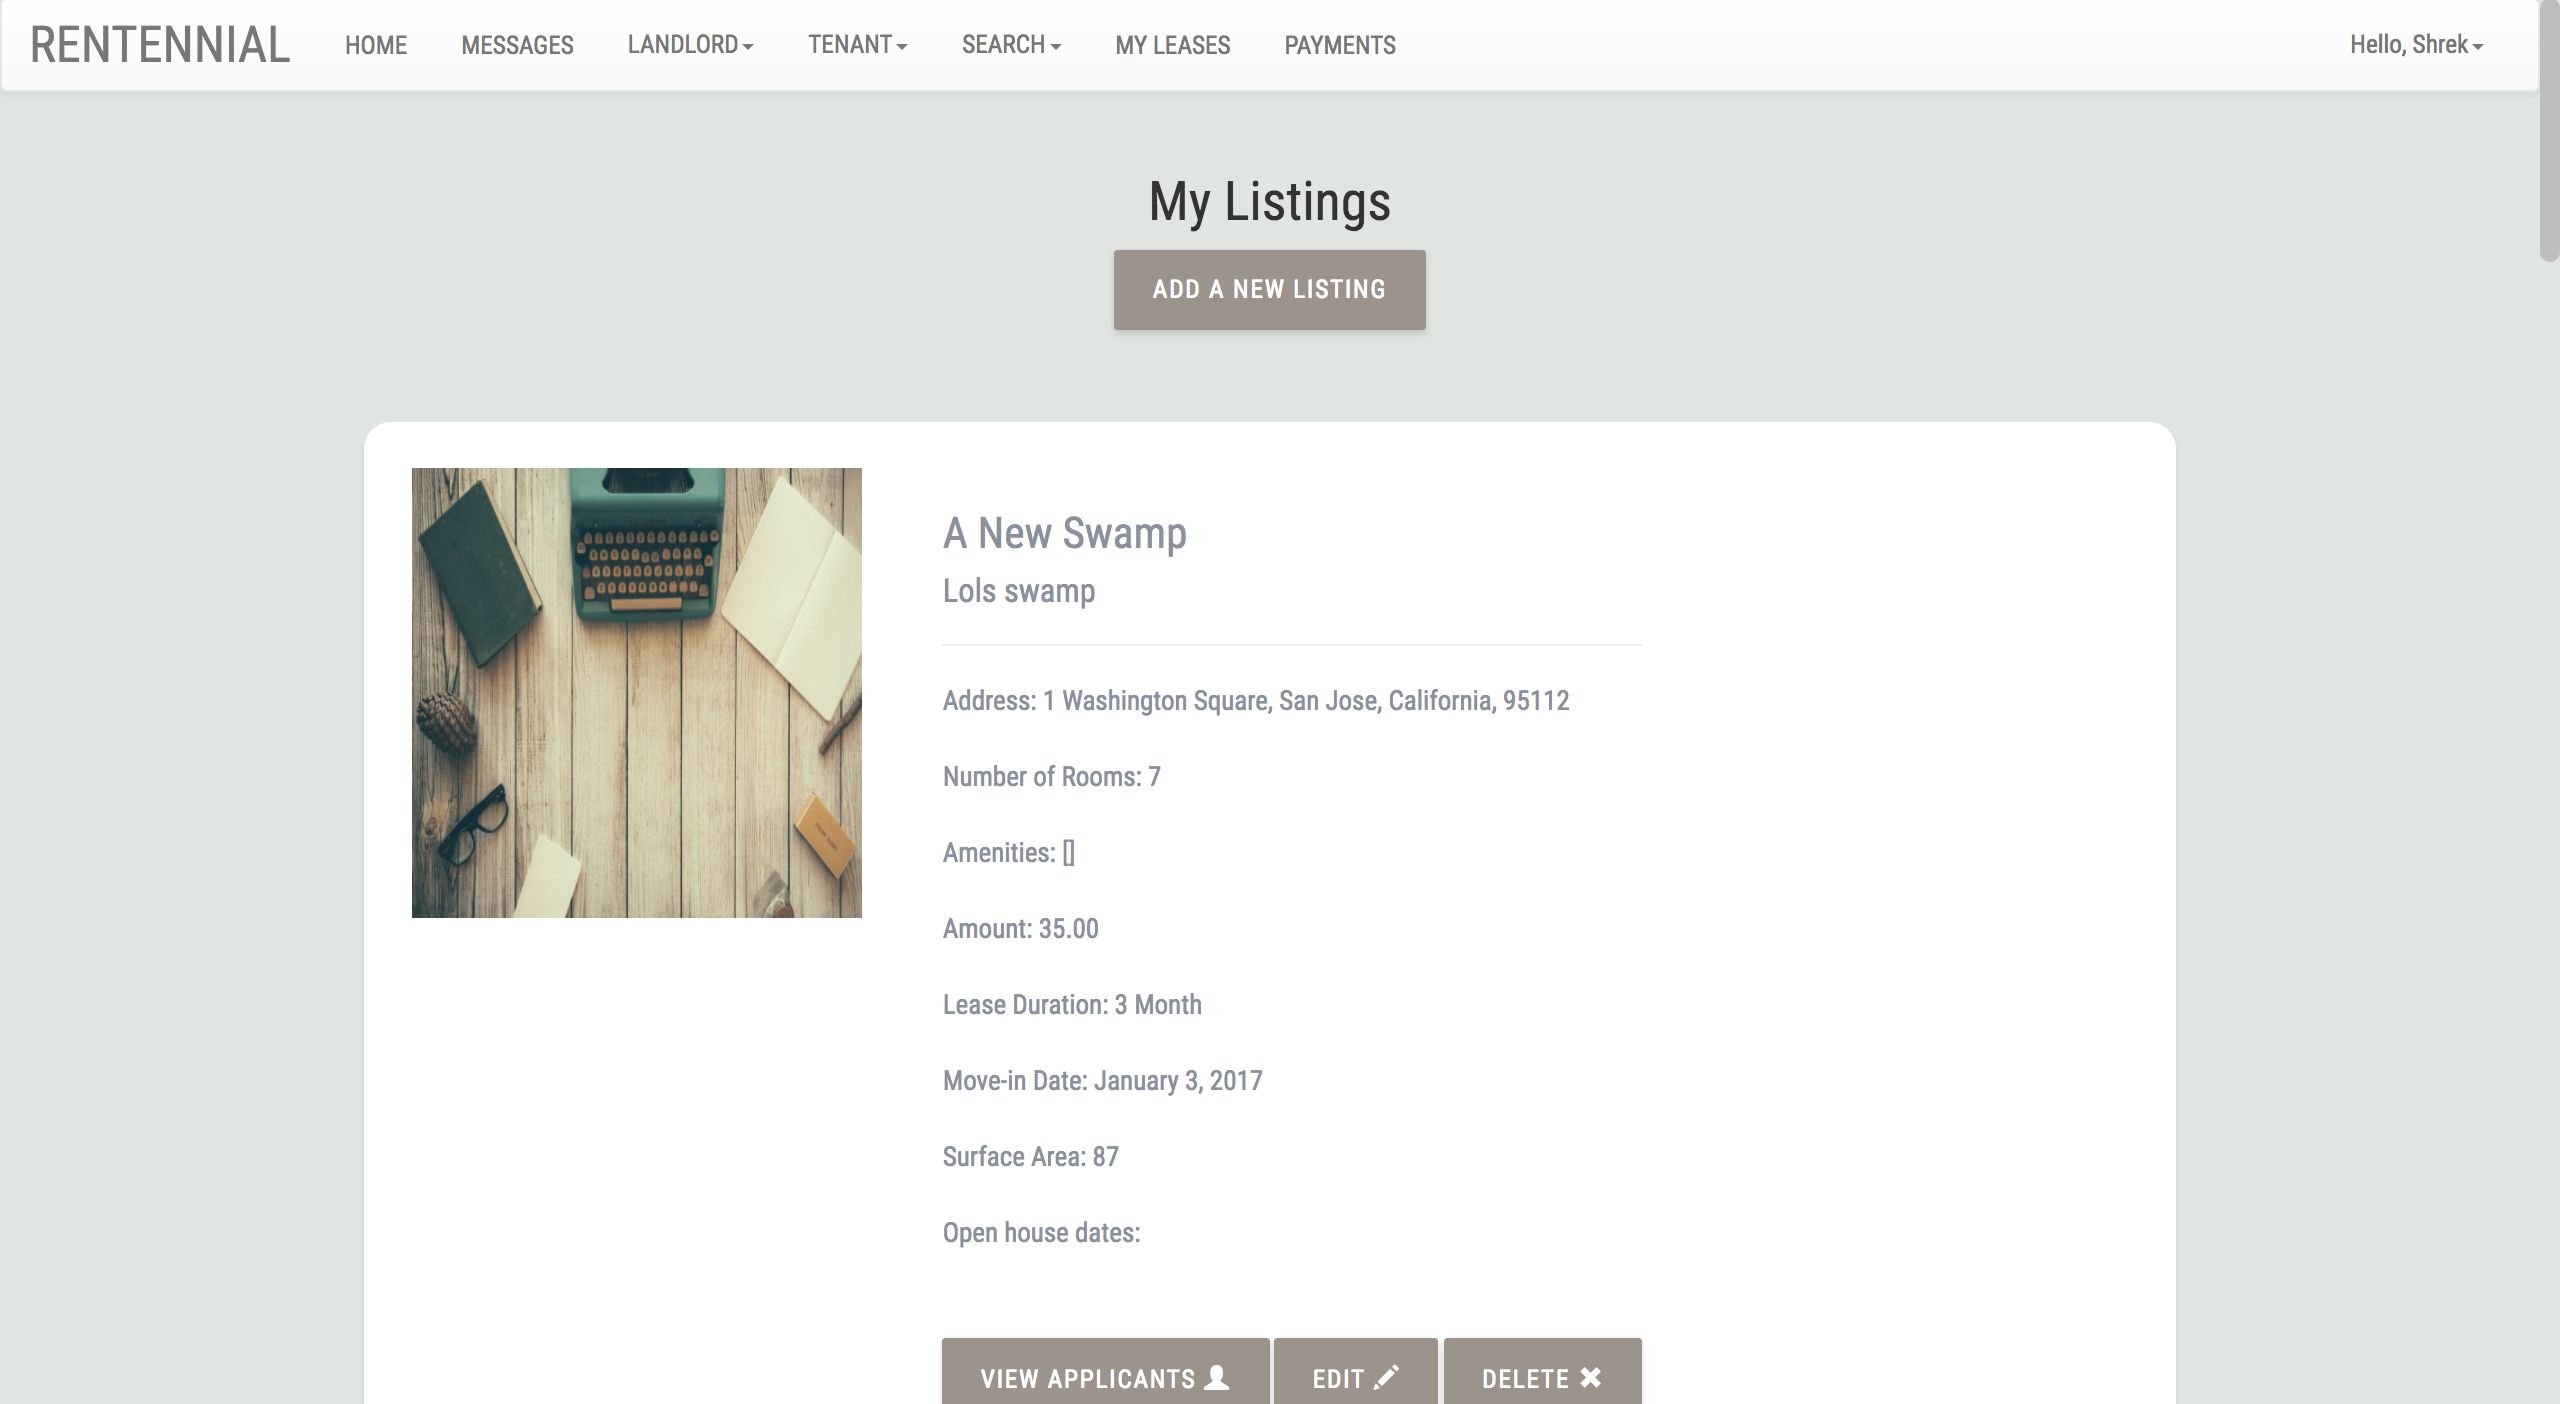 RENTENNIAL HOME MESSAGES LANDLORD TENANT SEARCH MY LEASES PAYMENTS Hello, Shrek
My Listings
ADD A NEW LISTING
A New Swamp
Lols swamp
Address: 1 Washington Square, San Jose, California, 95112
Number of Rooms: 7
Amenities: []
Amount: 35.00
Lease Duration: 3 Month
Move-in Date: January 3, 2017
Surface Area: 87
Open house dates:
VIEW APPLICANTS EDIT DELETE